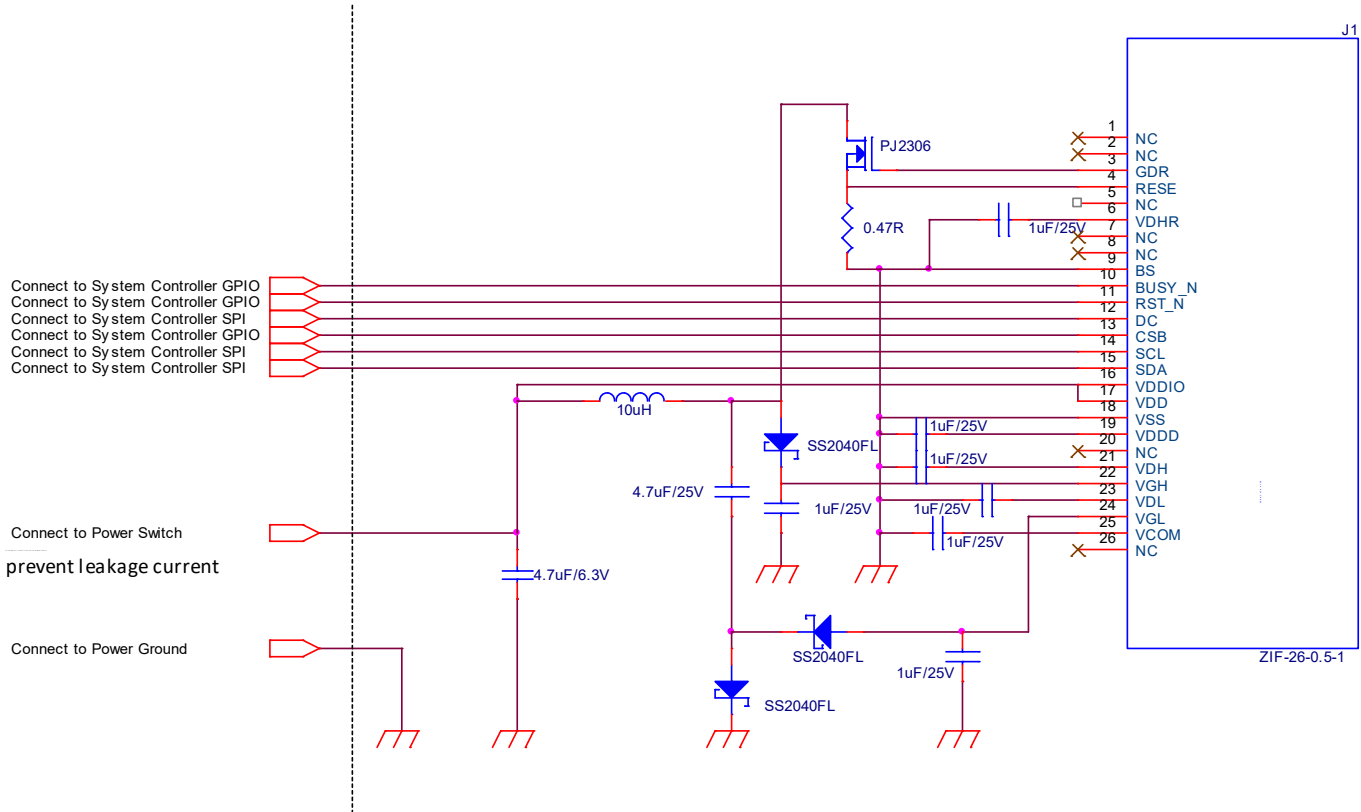 J1
1
NC
2
NC
3
GDR
4
RESE
5
NC
6
VDHR
7
NC
8
NC
9
BS
10
BUSY_N
11
RST_N
12
DC
13
CSB
14
SCL
15
SDA
16
VDDIO
17
VDD
18
VSS
19
VDDD
20
NC
21
VDH
22
VGH
23
VDL
24
VGL
25
VCOM
26
NC
ZIF-26-0.5-1
PJ2306
0.47R
1uF/25V
Connect to System Controller GPIO
Connect to System Controller GPIO
Connect to System Controller SPI
Connect to System Controller GPIO
Connect to System Controller SPI
Connect to System Controller SPI
10uH
SS2040FL
1uF/25V
1uF/25V
4.7uF/25V
1uF/25V
1uF/25V
1uF/25V
Connect to Power Switch
prevent leakage current
4.7uF/6.3V
Connect to Power Ground
SS2040FL
1uF/25V
SS2040FL